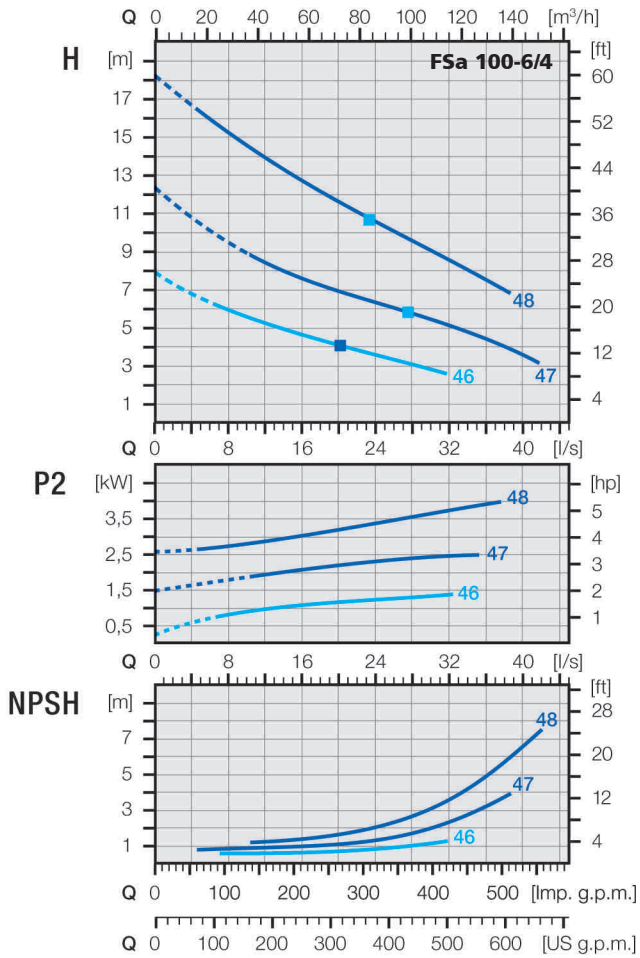 Q 0 20 40 60 80 100 120 140 [m³/h]
H [m] FSa 100-6/4 [ft]
17 15 13 11 9 7 5 3 1
60 52 44 36 28 20 12 4
48
47
46
Q 0 8 16 24 32 40 [l/s]
P2 [kW] [hp]
3,5 2,5 1,5 0,5
5 4 3 2 1
48
47
46
Q 0 8 16 24 32 40 [l/s]
NPSH [m] [ft]
7 5 3 1
28 20 12 4
48
47
46
Q 0 100 200 300 400 500 [Imp. g.p.m.]
Q 0 100 200 300 400 500 600 [US g.p.m.]